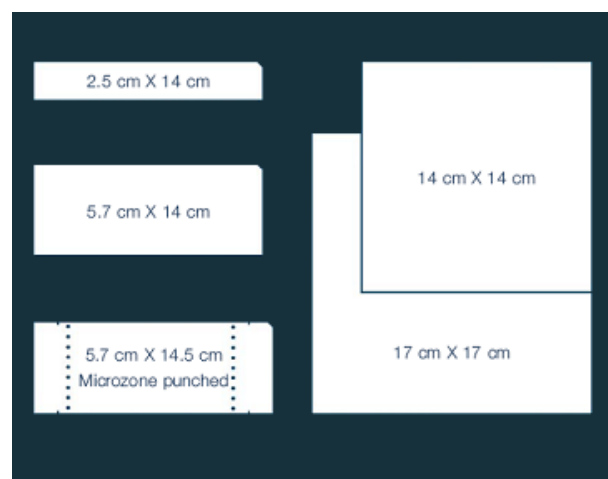 2.5 cm X 14 cm
5.7 cm X 14 cm
5.7 cm X 14.5 cm
Microzone punched
14 cm X 14 cm
17 cm X 17 cm